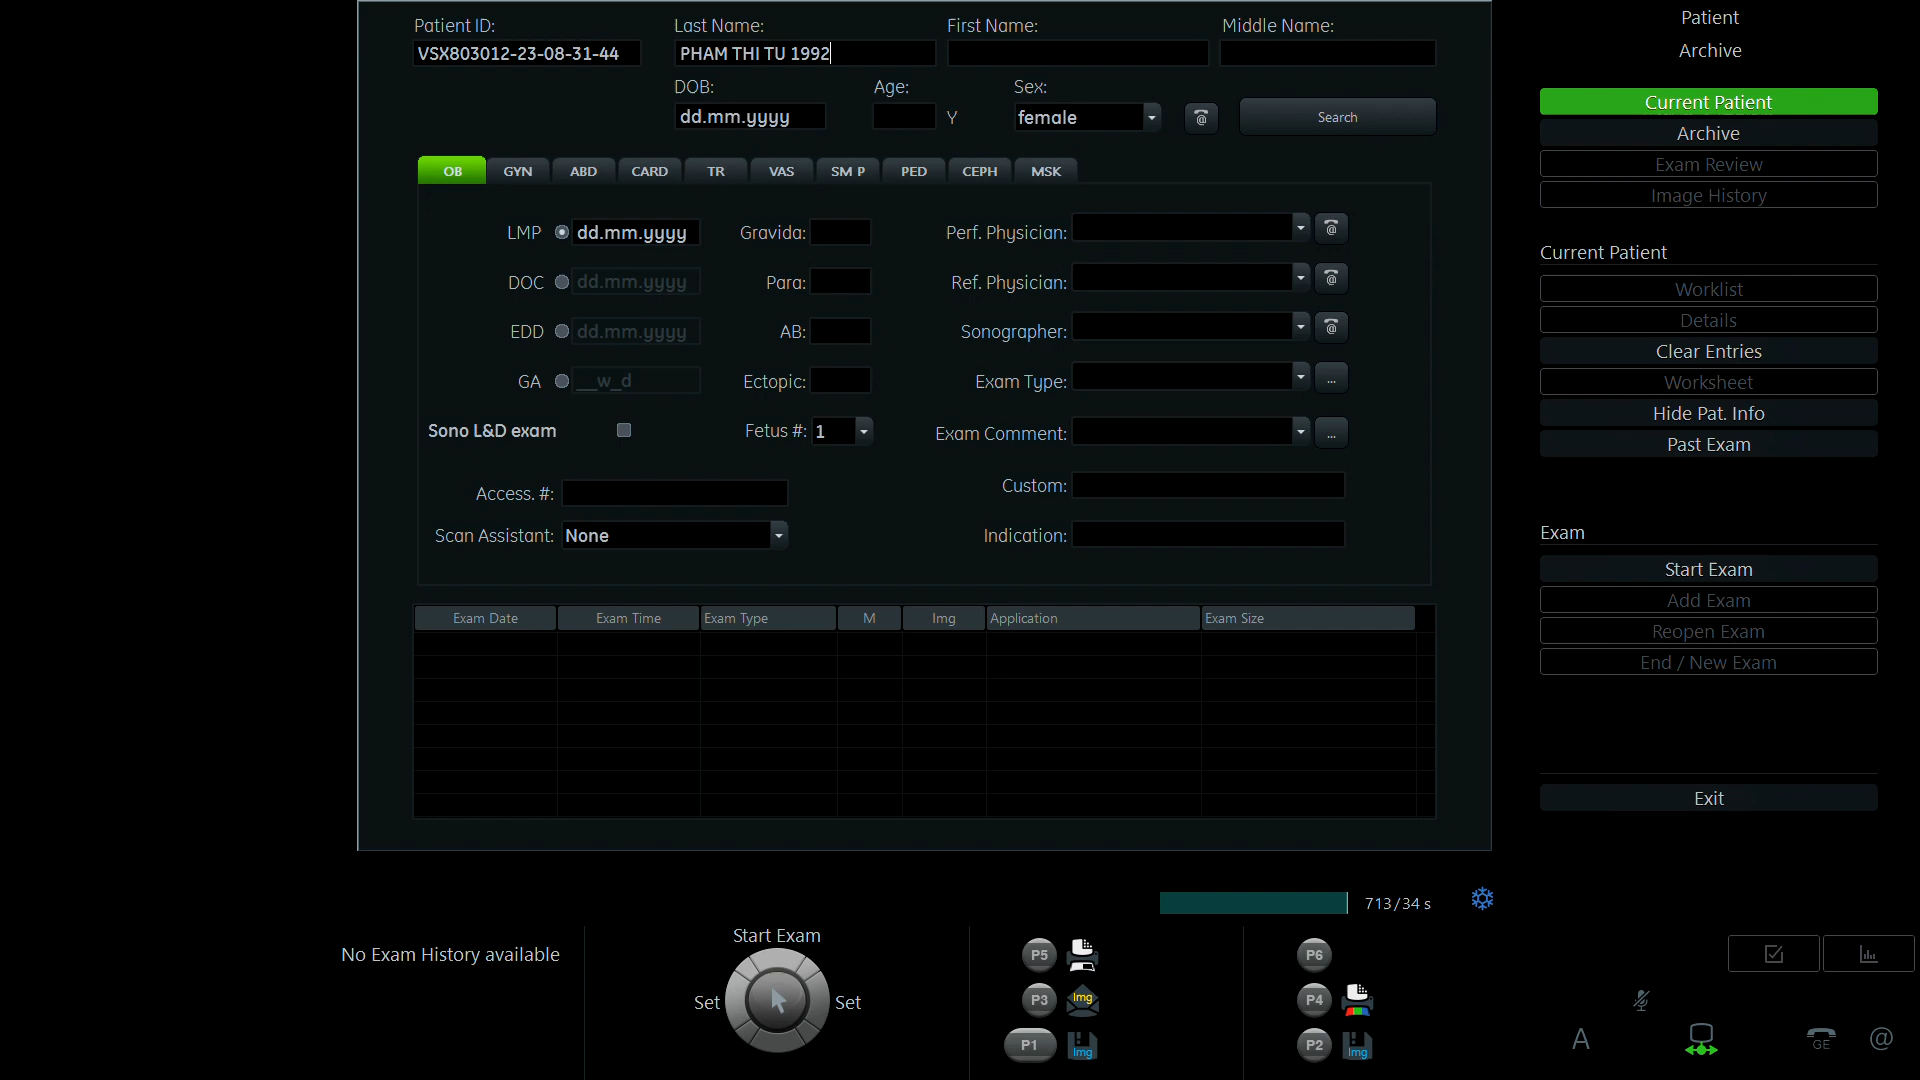 Patient ID: Last Name: First Name: Middle Name:
VSX803012-23-08-31-44 PHAM THI TU 1992
DOB: Age: Sex:
dd.mm.yyyy Y female @ Search
OB GYN ABD CARD TR VAS SM P PED CEPH MSK
LMP dd.mm.yyyy Gravida: Perf. Physician: @
DOC dd.mm.yyyy Para: Ref. Physician: @
EDD dd.mm.yyyy AB: Sonographer: @
GA __w_d Ectopic: Exam Type: ...
Sono L&D exam Fetus #: 1 Exam Comment: ...
Access. #: Custom:
Scan Assistant: None Indication:
Exam Date Exam Time Exam Type M Img Application Exam Size
Patient
Archive
Current Patient
Archive
Exam Review
Image History
Current Patient
Worklist
Details
Clear Entries
Worksheet
Hide Pat. Info
Past Exam
Exam
Start Exam
Add Exam
Reopen Exam
End / New Exam
Exit
713/34 s
No Exam History available
Start Exam
Set Set
P5 P6
P3 Img P4
P1 Img P2 Img
A GE @